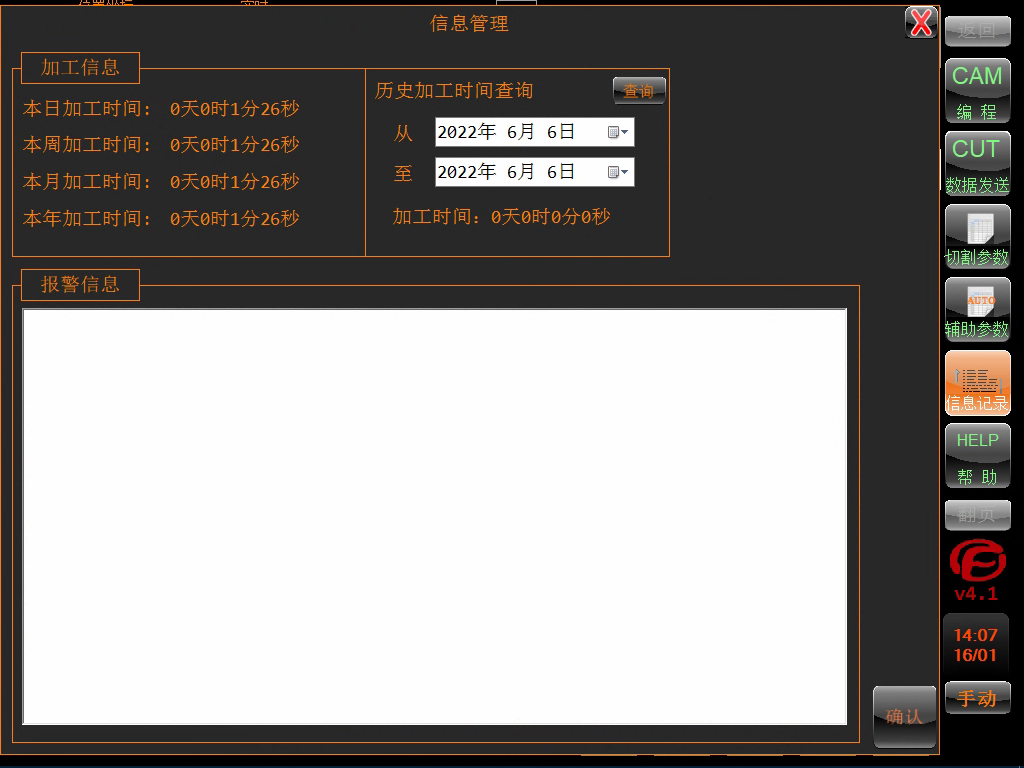 信息管理
加工信息
本日加工时间: 0天0时1分26秒
本周加工时间: 0天0时1分26秒
本月加工时间: 0天0时1分26秒
本年加工时间: 0天0时1分26秒
历史加工时间查询
查询
从 2022年 6月 6日
至 2022年 6月 6日
加工时间: 0天0时0分0秒
报警信息
确认
返回
CAM
编 程
CUT
数据发送
切割参数
AUTO
辅助参数
信息记录
HELP
帮 助
翻页
v4.1
14:07
16/01
手动